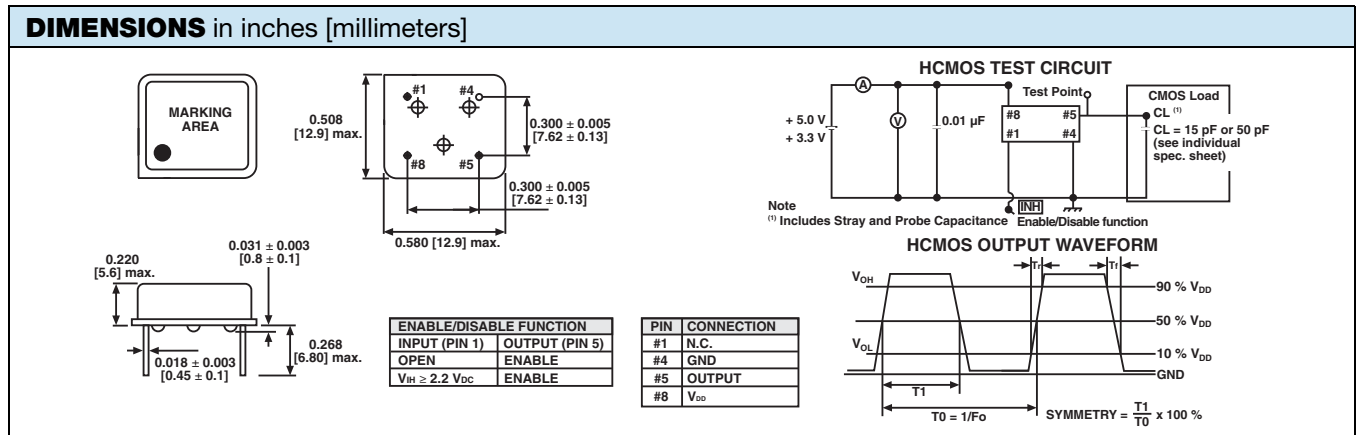 DIMENSIONS in inches [millimeters]
MARKING
AREA
0.508
[12.9] max.
#1
#4
#8
#5
0.300 ± 0.005
[7.62 ± 0.13]
0.300 ± 0.005
[7.62 ± 0.13]
0.580 [12.9] max.
0.220
[5.6] max.
0.031 ± 0.003
[0.8 ± 0.1]
0.018 ± 0.003
[0.45 ± 0.1]
0.268
[6.80] max.
ENABLE/DISABLE FUNCTION
INPUT (PIN 1) OUTPUT (PIN 5)
OPEN ENABLE
VIH ≥ 2.2 VDC ENABLE
PIN CONNECTION
#1 N.C.
#4 GND
#5 OUTPUT
#8 VDD
HCMOS TEST CIRCUIT
+ 5.0 V
+ 3.3 V
A
V
0.01 µF
Test Point
#8 #5
#1 #4
CMOS Load
CL (1)
CL = 15 pF or 50 pF
(see individual
spec. sheet)
INH
Enable/Disable function
Note
(1) Includes Stray and Probe Capacitance
HCMOS OUTPUT WAVEFORM
Tr
Tf
VOH
90 % VDD
50 % VDD
VOL
10 % VDD
GND
T1
T0 = 1/Fo
SYMMETRY = T1/T0 x 100 %